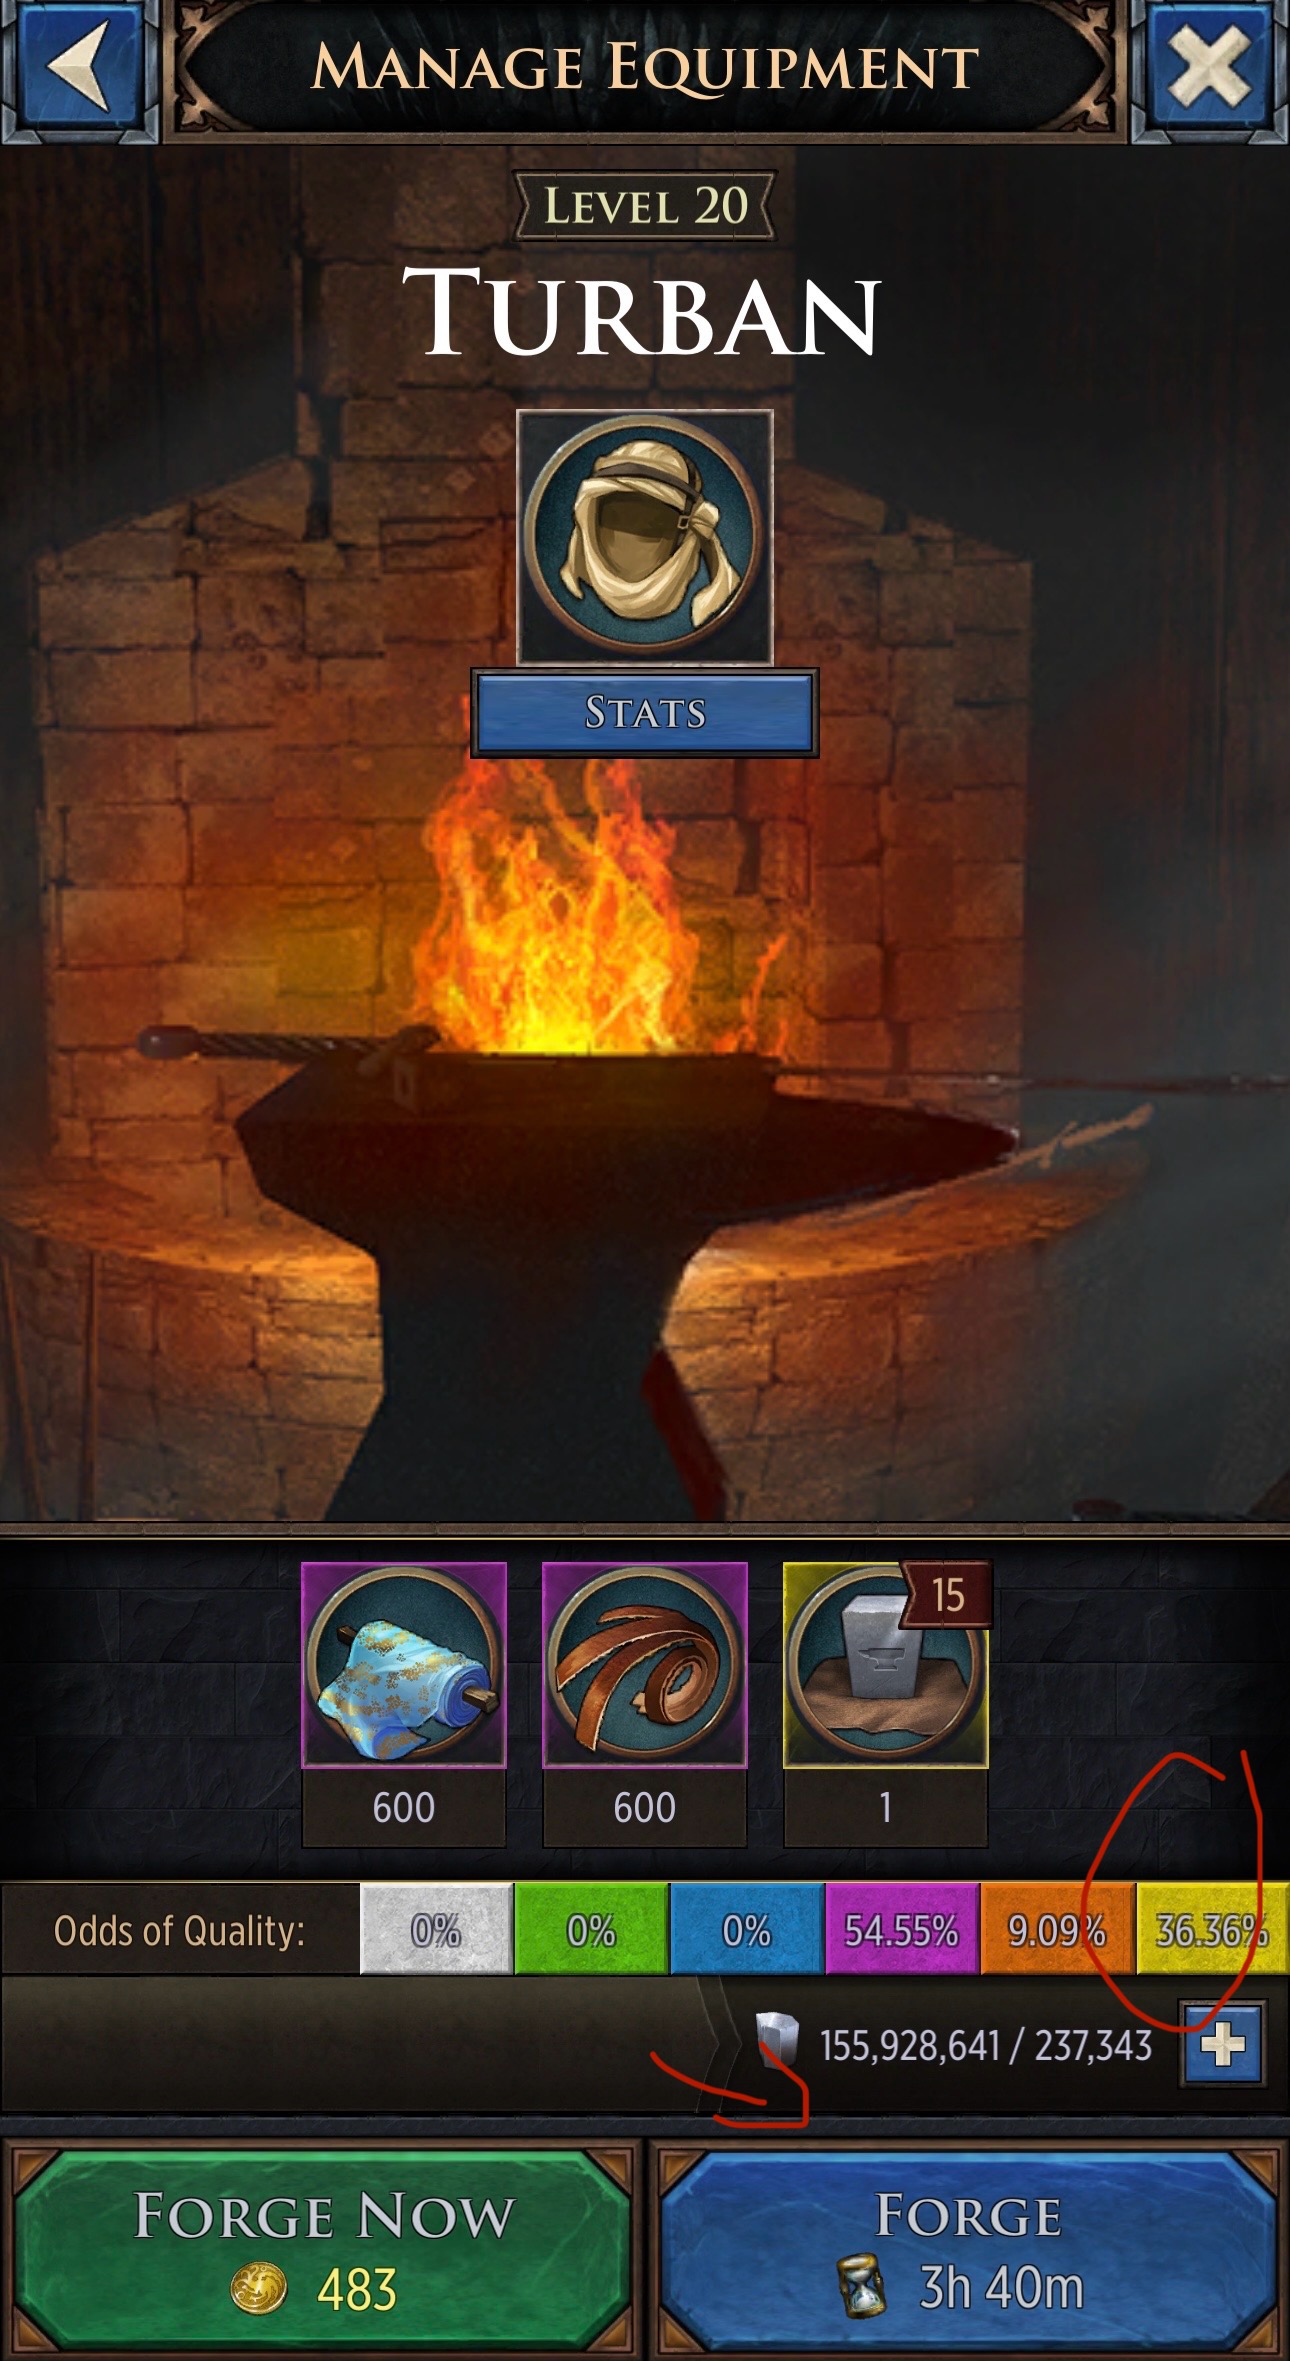 Manage Equipment
Level 20
Turban
Stats
15
600
600
1
Odds of Quality:
0%
0%
0%
54.55%
9.09%
36.36%
155,928,641 / 237,343
Forge Now
483
Forge
3h 40m